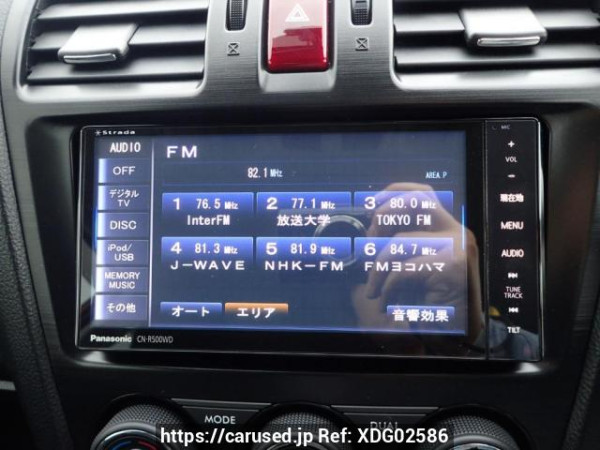 Strada
MIC
AUDIO
FM
+
VOL
-
OFF
82.1 MHz
AREA.P
デジタル
TV
1 76.5 MHz
InterFM
2 77.1 MHz
放送大学
3 80.0 MHz
TOKYO FM
現在地
DISC
MENU
iPod/
USB
4 81.3 MHz
J-WAVE
5 81.9 MHz
NHK-FM
6 84.7 MHz
FMヨコハマ
AUDIO
MEMORY
MUSIC
TUNE
TRACK
その他
オート
エリア
音響効果
TILT
Panasonic CN-R500WD
MODE
DUAL
https://carused.jp Ref: XDG02586